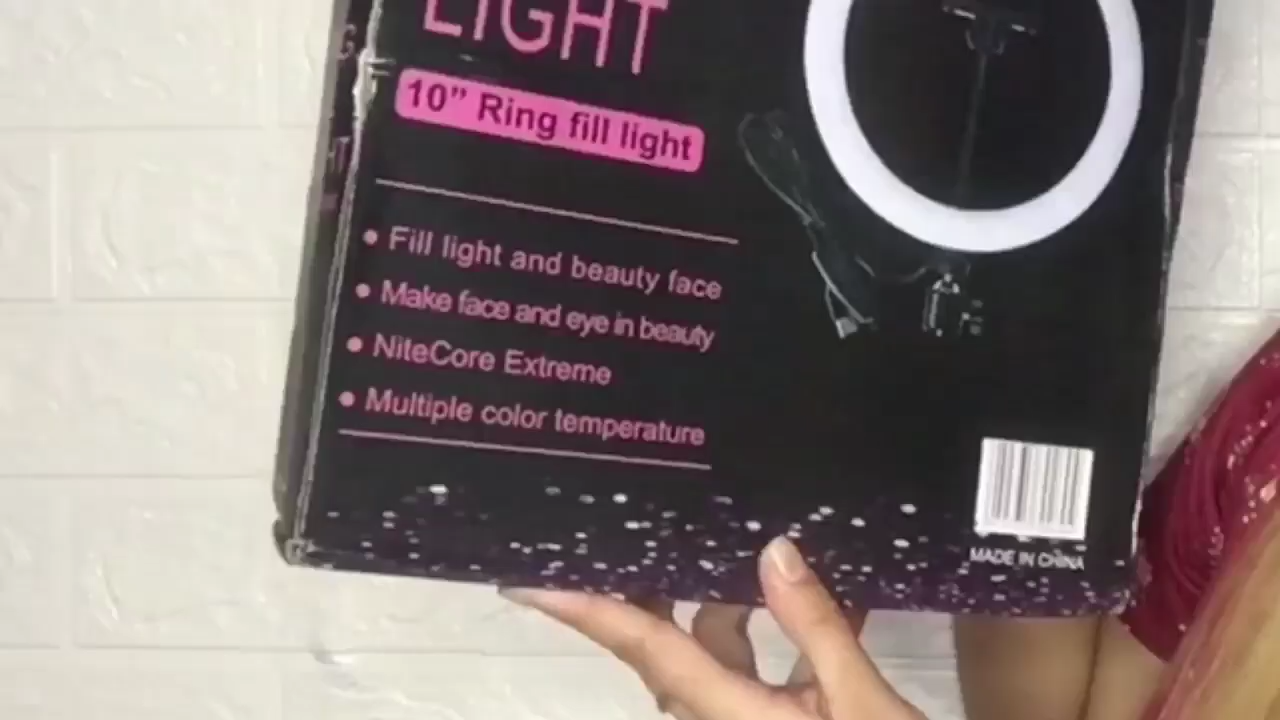 LIGHT
10” Ring fill light
Fill light and beauty face
Make face and eye in beauty
NiteCore Extreme
Multiple color temperature
MADE IN CHINA